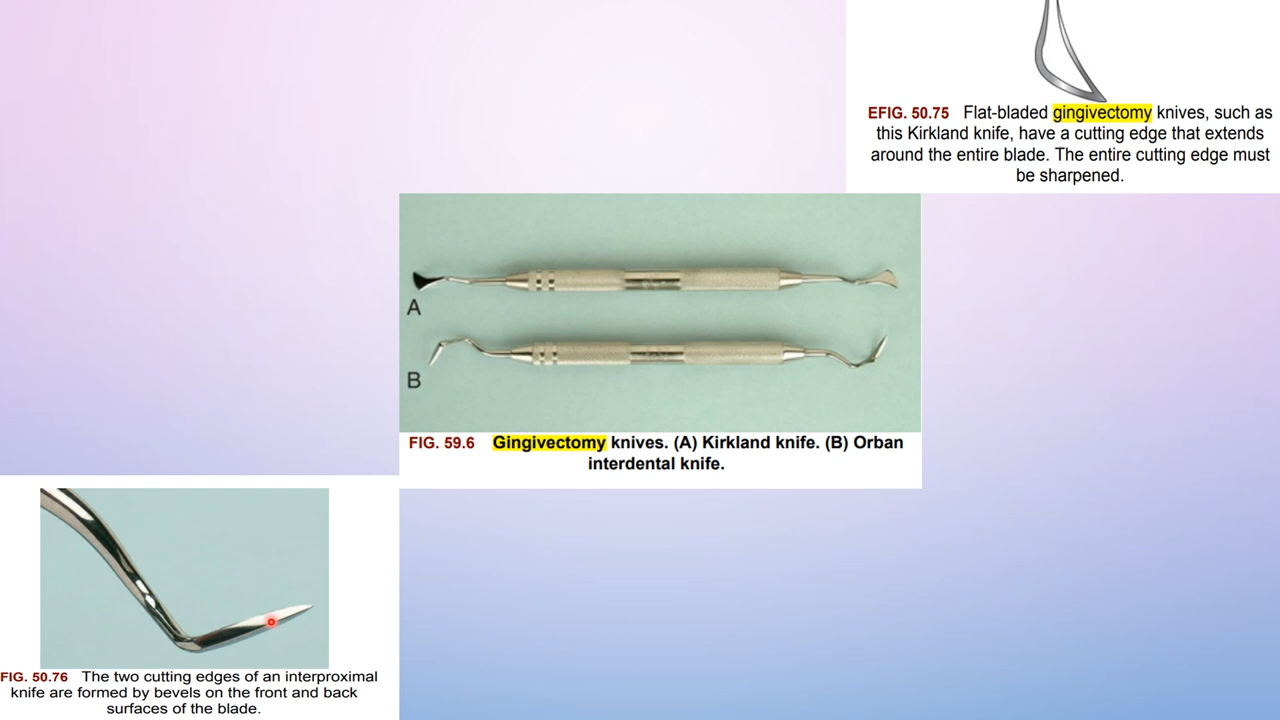 EFIG. 50.75 Flat-bladed gingivectomy knives, such as
this Kirkland knife, have a cutting edge that extends
around the entire blade. The entire cutting edge must
be sharpened.
A
B
FIG. 59.6 Gingivectomy knives. (A) Kirkland knife. (B) Orban
interdental knife.
FIG. 50.76 The two cutting edges of an interproximal
knife are formed by bevels on the front and back
surfaces of the blade.